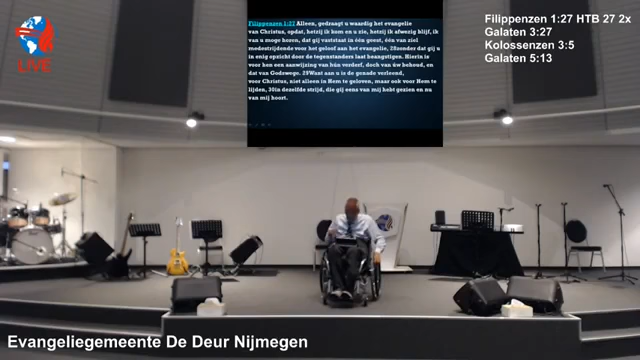 LIVE
Filippenzen 1:27 HTB 27 2x
Galaten 3:27
Kolossenzen 3:5
Galaten 5:13
Filippenzen 1:27 Alleen, gedraagt u waardig het evangelie
van Christus, opdat, hetzij ik kom en u zie, hetzij ik afwezig blijf, ik
van u moge horen, dat gij vaststaat in één geest, één van ziel
medestrijdende voor het geloof aan het evangelie, 28zonder dat gij u
in enig opzicht door de tegenstanders laat beangstigen. Hierin is
voor hen een aanwijzing van hún verderf, doch van úw behoud, en
dat van Godswege. 29Want aan u is de genade verleend,
voor Christus, niet alleen in Hem te geloven, maar ook voor Hem te
lijden, 30in dezelfde strijd, die gij eens van mij hebt gezien en nu
van mij hoort.
Evangeliegemeente De Deur Nijmegen